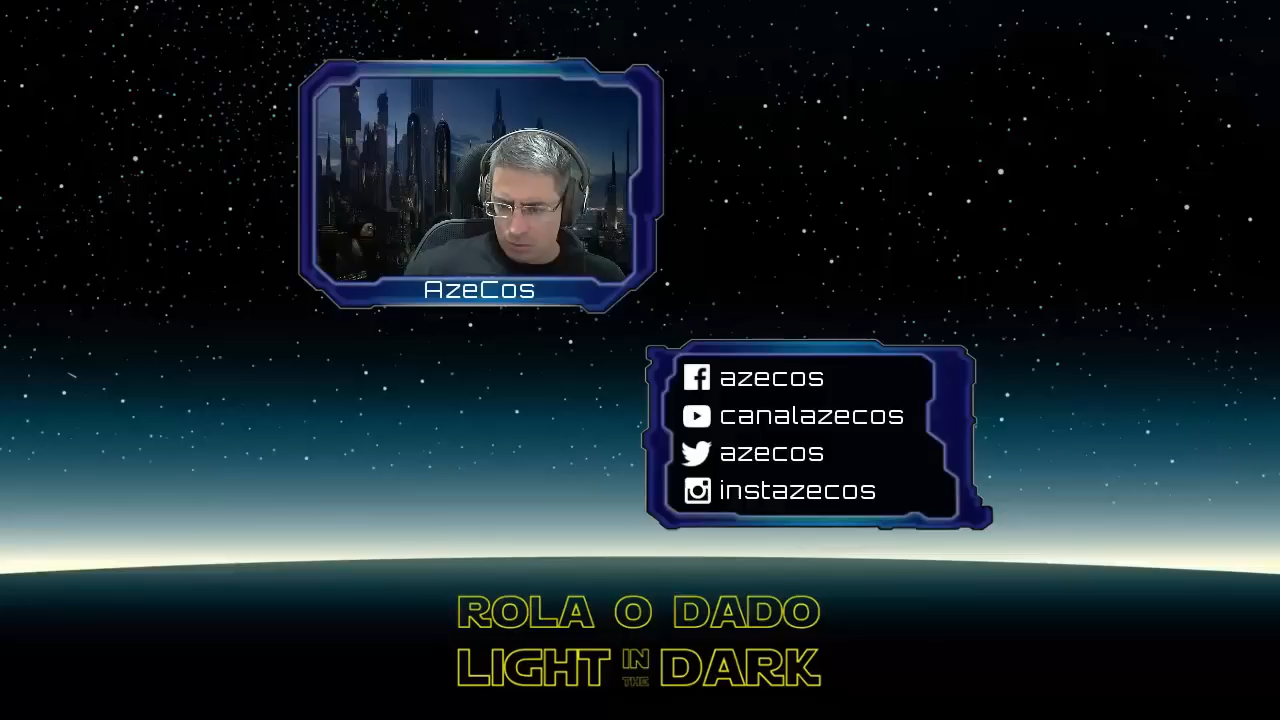 AzeCos
azecos
canalazecos
azecos
instazecos
ROLA O DADO
LIGHT IN THE DARK